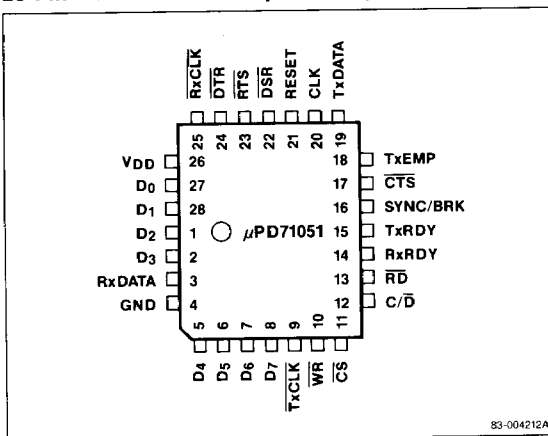 RxCLK
DTR
RTS
DSR
RESET
CLK
TxDATA
25 24 23 22 21 20 19
VDD 26 18 TxEMP
D0 27 17 CTS
D1 28 16 SYNC/BRK
D2 1 μPD71051 15 TxRDY
D3 2 14 RxRDY
RxDATA 3 13 RD
GND 4 12 C/D
5 6 7 8 9 10 11
D4
D5
D6
D7
TxCLK
WR
CS
83-004212A